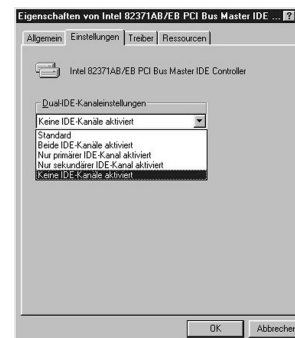 Eigenschaften von Intel 82371AB/EB PCI Bus Master IDE ... ?
Allgemein Einstellungen Treiber Ressourcen
Intel 82371AB/EB PCI Bus Master IDE Controller
Dual-IDE-Kanaleinstellungen
Keine IDE-Kanäle aktiviert
Standard
Beide IDE-Kanäle aktiviert
Nur primärer IDE-Kanal aktiviert
Nur sekundärer IDE-Kanal aktiviert
Keine IDE-Kanäle aktiviert
OK Abbrechen